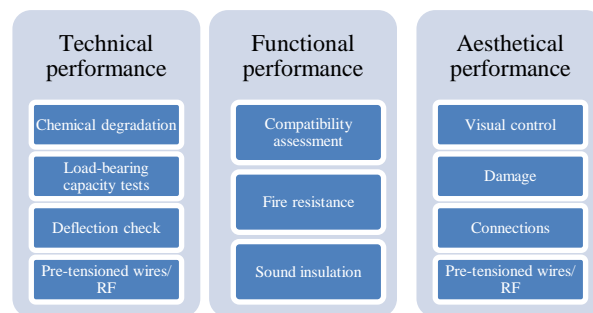 Technical
performance
Chemical degradation
Load-bearing
capacity tests
Deflection check
Pre-tensioned wires/
RF
Functional
performance
Compatibility
assessment
Fire resistance
Sound insulation
Aesthetical
performance
Visual control
Damage
Connections
Pre-tensioned wires/
RF